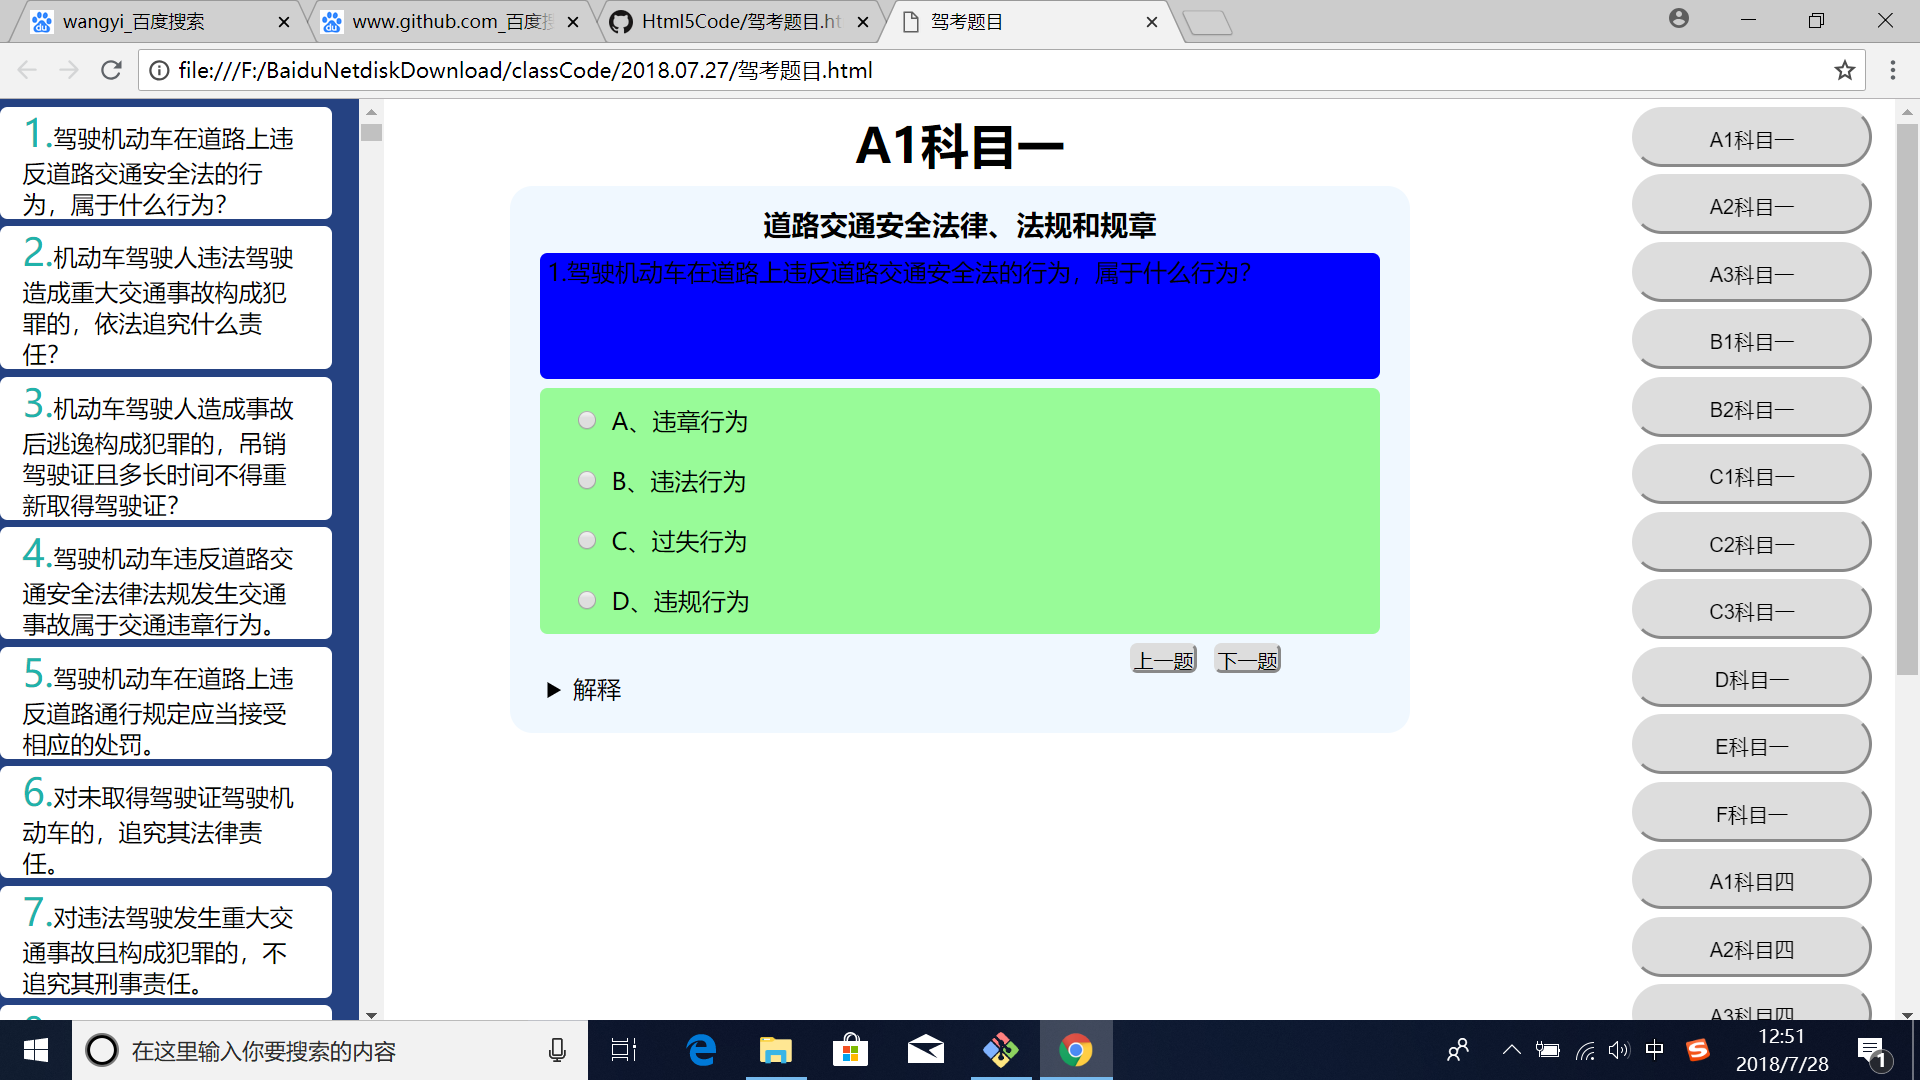 wangyi_百度搜索
www.github.com_百度搜
Html5Code/驾考题目.ht
驾考题目
file:///F:/BaiduNetdiskDownload/classCode/2018.07.27/驾考题目.html
1.驾驶机动车在道路上违
反道路交通安全法的行
为，属于什么行为？
2.机动车驾驶人违法驾驶
造成重大交通事故构成犯
罪的，依法追究什么责
任？
3.机动车驾驶人造成事故
后逃逸构成犯罪的，吊销
驾驶证且多长时间不得重
新取得驾驶证？
4.驾驶机动车违反道路交
通安全法律法规发生交通
事故属于交通违章行为。
5.驾驶机动车在道路上违
反道路通行规定应当接受
相应的处罚。
6.对未取得驾驶证驾驶机
动车的，追究其法律责
任。
7.对违法驾驶发生重大交
通事故且构成犯罪的，不
追究其刑事责任。
A1科目一
道路交通安全法律、法规和规章
1.驾驶机动车在道路上违反道路交通安全法的行为，属于什么行为？
A、违章行为
B、违法行为
C、过失行为
D、违规行为
上一题
下一题
▶ 解释
A1科目一
A2科目一
A3科目一
B1科目一
B2科目一
C1科目一
C2科目一
C3科目一
D科目一
E科目一
F科目一
A1科目四
A2科目四
A3科目四
在这里输入你要搜索的内容
中
12:51
2018/7/28
1